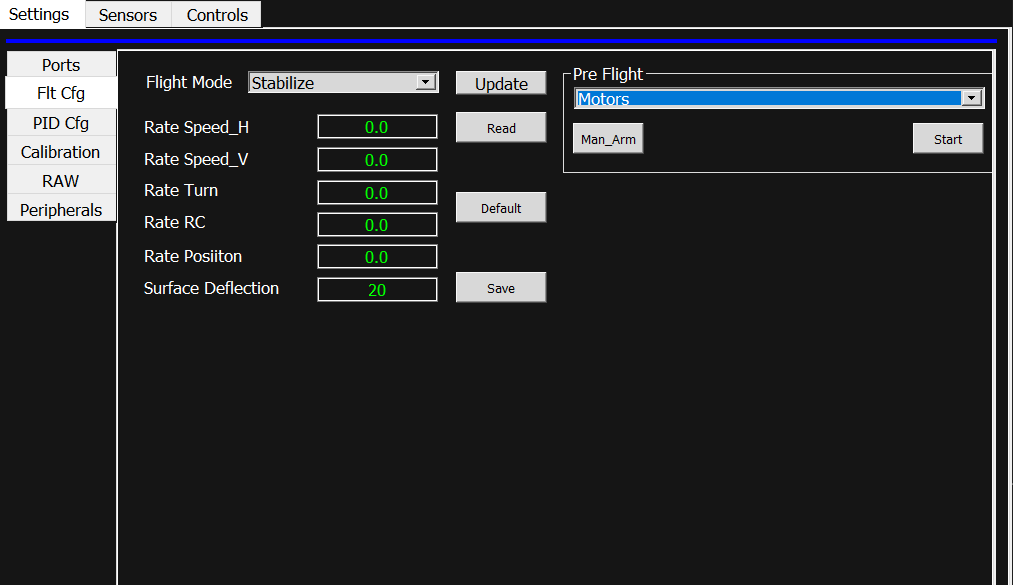 Settings Sensors Controls
Ports
Flt Cfg
PID Cfg
Calibration
RAW
Peripherals
Flight Mode Stabilize Update
Rate Speed_H 0.0 Read
Rate Speed_V 0.0
Rate Turn 0.0 Default
Rate RC 0.0
Rate Posiiton 0.0
Surface Deflection 20 Save
Pre Flight
Motors
Man_Arm Start